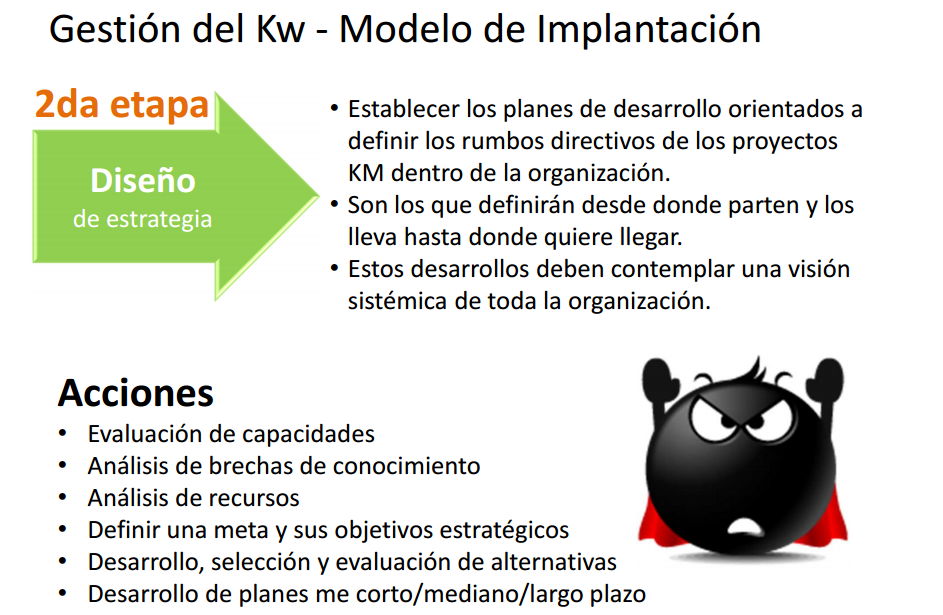 Gestión del Kw - Modelo de Implantación
2da etapa
Diseño
de estrategia
• Establecer los planes de desarrollo orientados a
definir los rumbos directivos de los proyectos
KM dentro de la organización.
• Son los que definirán desde donde parten y los
lleva hasta donde quiere llegar.
• Estos desarrollos deben contemplar una visión
sistémica de toda la organización.
Acciones
• Evaluación de capacidades
• Análisis de brechas de conocimiento
• Análisis de recursos
• Definir una meta y sus objetivos estratégicos
• Desarrollo, selección y evaluación de alternativas
• Desarrollo de planes me corto/mediano/largo plazo